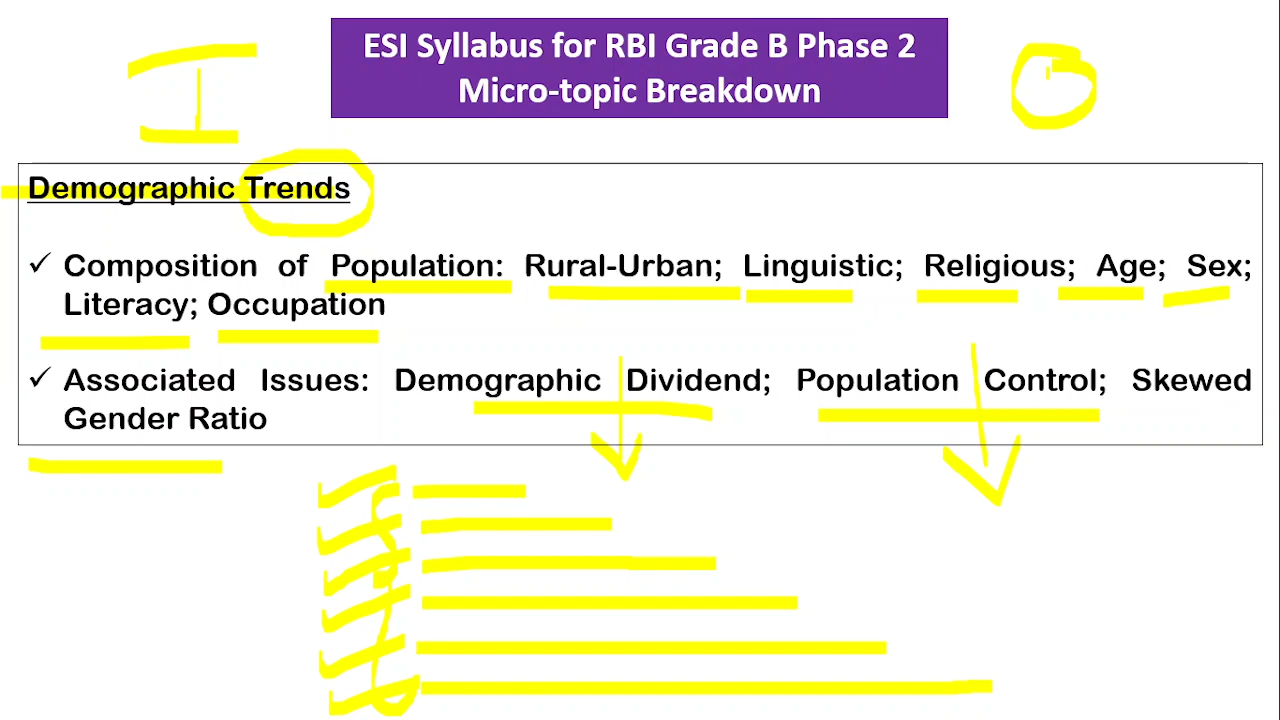 ESI Syllabus for RBI Grade B Phase 2
Micro-topic Breakdown
Demographic Trends
✓ Composition of Population: Rural-Urban; Linguistic; Religious; Age; Sex;
Literacy; Occupation
✓ Associated Issues: Demographic Dividend; Population Control; Skewed
Gender Ratio